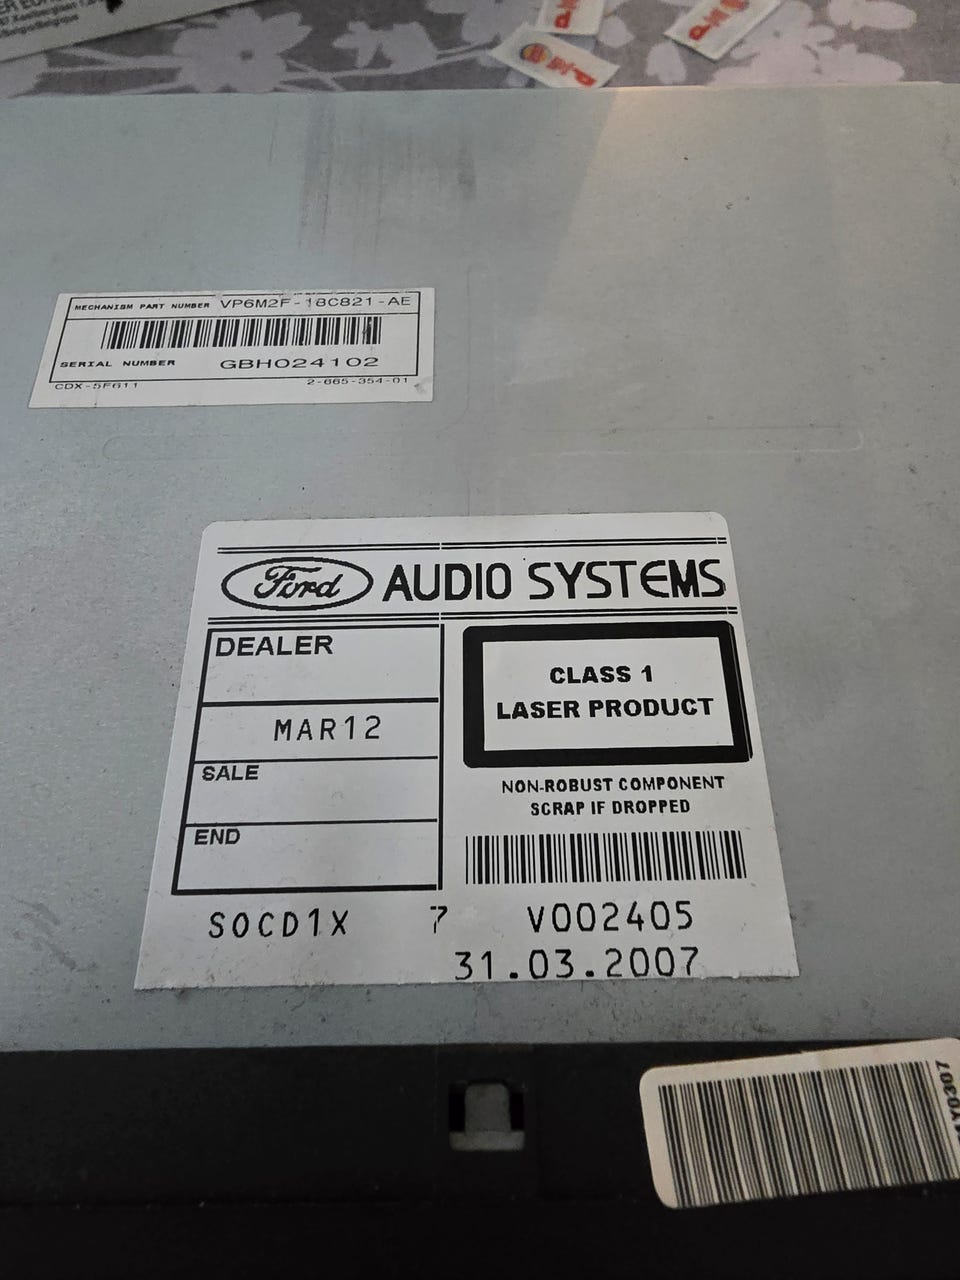 MECHANISM PART NUMBER VP6M2F-18C821-AE
SERIAL NUMBER GBH024102
CDX-5F611 2-665-354-01
Ford AUDIO SYSTEMS
DEALER
MAR12
SALE
END
CLASS 1
LASER PRODUCT
NON-ROBUST COMPONENT
SCRAP IF DROPPED
S0CD1X 7 V002405
31.03.2007